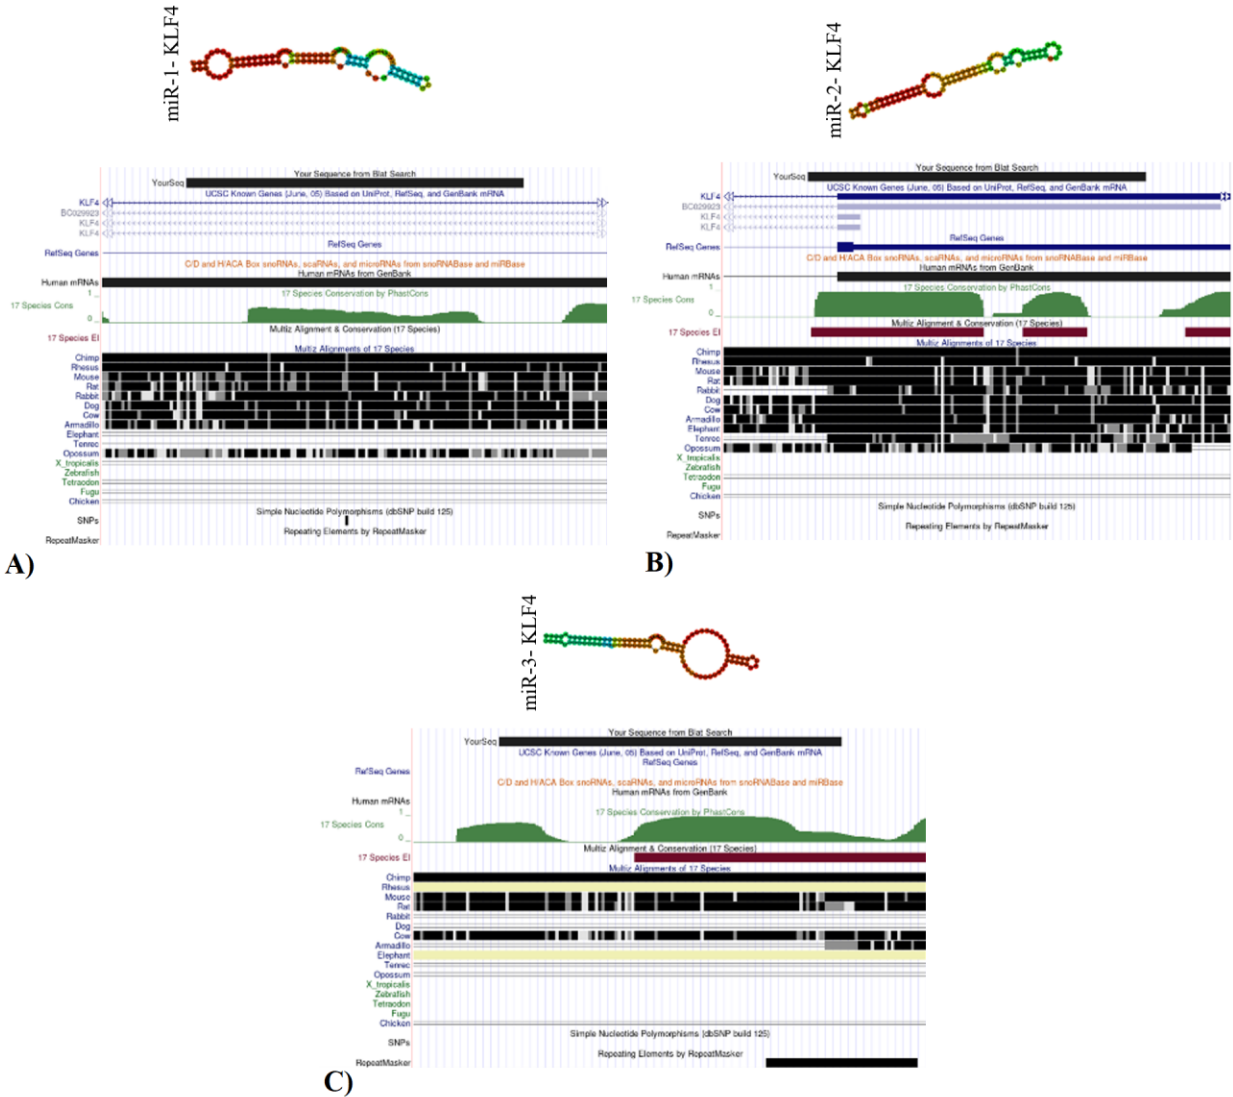 miR-1- KLF4
Your Sequence from Blat Search
YourSeq
UCSC Known Genes (June, 05) Based on UniProt, RefSeq, and GenBank mRNA
KLF4
BC029923
KLF4
KLF4
RefSeq Genes
RefSeq Genes
C/D and H/ACA Box snoRNAs, scaRNAs, and microRNAs from snoRNABase and miRBase
Human mRNAs from GenBank
Human mRNAs
1
17 Species Conservation by PhastCons
17 Species Cons
0
Multiz Alignment & Conservation (17 Species)
17 Species El
Multiz Alignments of 17 Species
Chimp
Rhesus
Mouse
Rat
Rabbit
Dog
Cow
Armadillo
Elephant
Tenrec
Opossum
X_tropicalis
Zebrafish
Tetraodon
Fugu
Chicken
Simple Nucleotide Polymorphisms (dbSNP build 125)
SNPs
Repeating Elements by RepeatMasker
RepeatMasker
A)
miR-2- KLF4
Your Sequence from Blat Search
YourSeq
UCSC Known Genes (June, 05) Based on UniProt, RefSeq, and GenBank mRNA
KLF4
BC029923
KLF4
KLF4
RefSeq Genes
RefSeq Genes
C/D and H/ACA Box snoRNAs, scaRNAs, and microRNAs from snoRNABase and miRBase
Human mRNAs from GenBank
Human mRNAs
1
17 Species Conservation by PhastCons
17 Species Cons
0
Multiz Alignment & Conservation (17 Species)
17 Species El
Multiz Alignments of 17 Species
Chimp
Rhesus
Mouse
Rat
Rabbit
Dog
Cow
Armadillo
Elephant
Tenrec
Opossum
X_tropicalis
Zebrafish
Tetraodon
Fugu
Chicken
Simple Nucleotide Polymorphisms (dbSNP build 125)
SNPs
Repeating Elements by RepeatMasker
RepeatMasker
B)
miR-3- KLF4
Your Sequence from Blat Search
YourSeq
UCSC Known Genes (June, 05) Based on UniProt, RefSeq, and GenBank mRNA
RefSeq Genes
RefSeq Genes
C/D and H/ACA Box snoRNAs, scaRNAs, and microRNAs from snoRNABase and miRBase
Human mRNAs from GenBank
Human mRNAs
1
17 Species Conservation by PhastCons
17 Species Cons
0
Multiz Alignment & Conservation (17 Species)
17 Species El
Multiz Alignments of 17 Species
Chimp
Rhesus
Mouse
Rat
Rabbit
Dog
Cow
Armadillo
Elephant
Tenrec
Opossum
X_tropicalis
Zebrafish
Tetraodon
Fugu
Chicken
Simple Nucleotide Polymorphisms (dbSNP build 125)
SNPs
Repeating Elements by RepeatMasker
RepeatMasker
C)